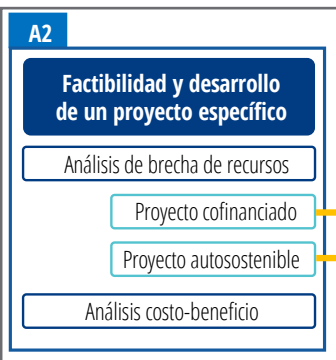 A2
Factibilidad y desarrollo
de un proyecto específico
Análisis de brecha de recursos
Proyecto cofinanciado
Proyecto autosostenible
Análisis costo-beneficio